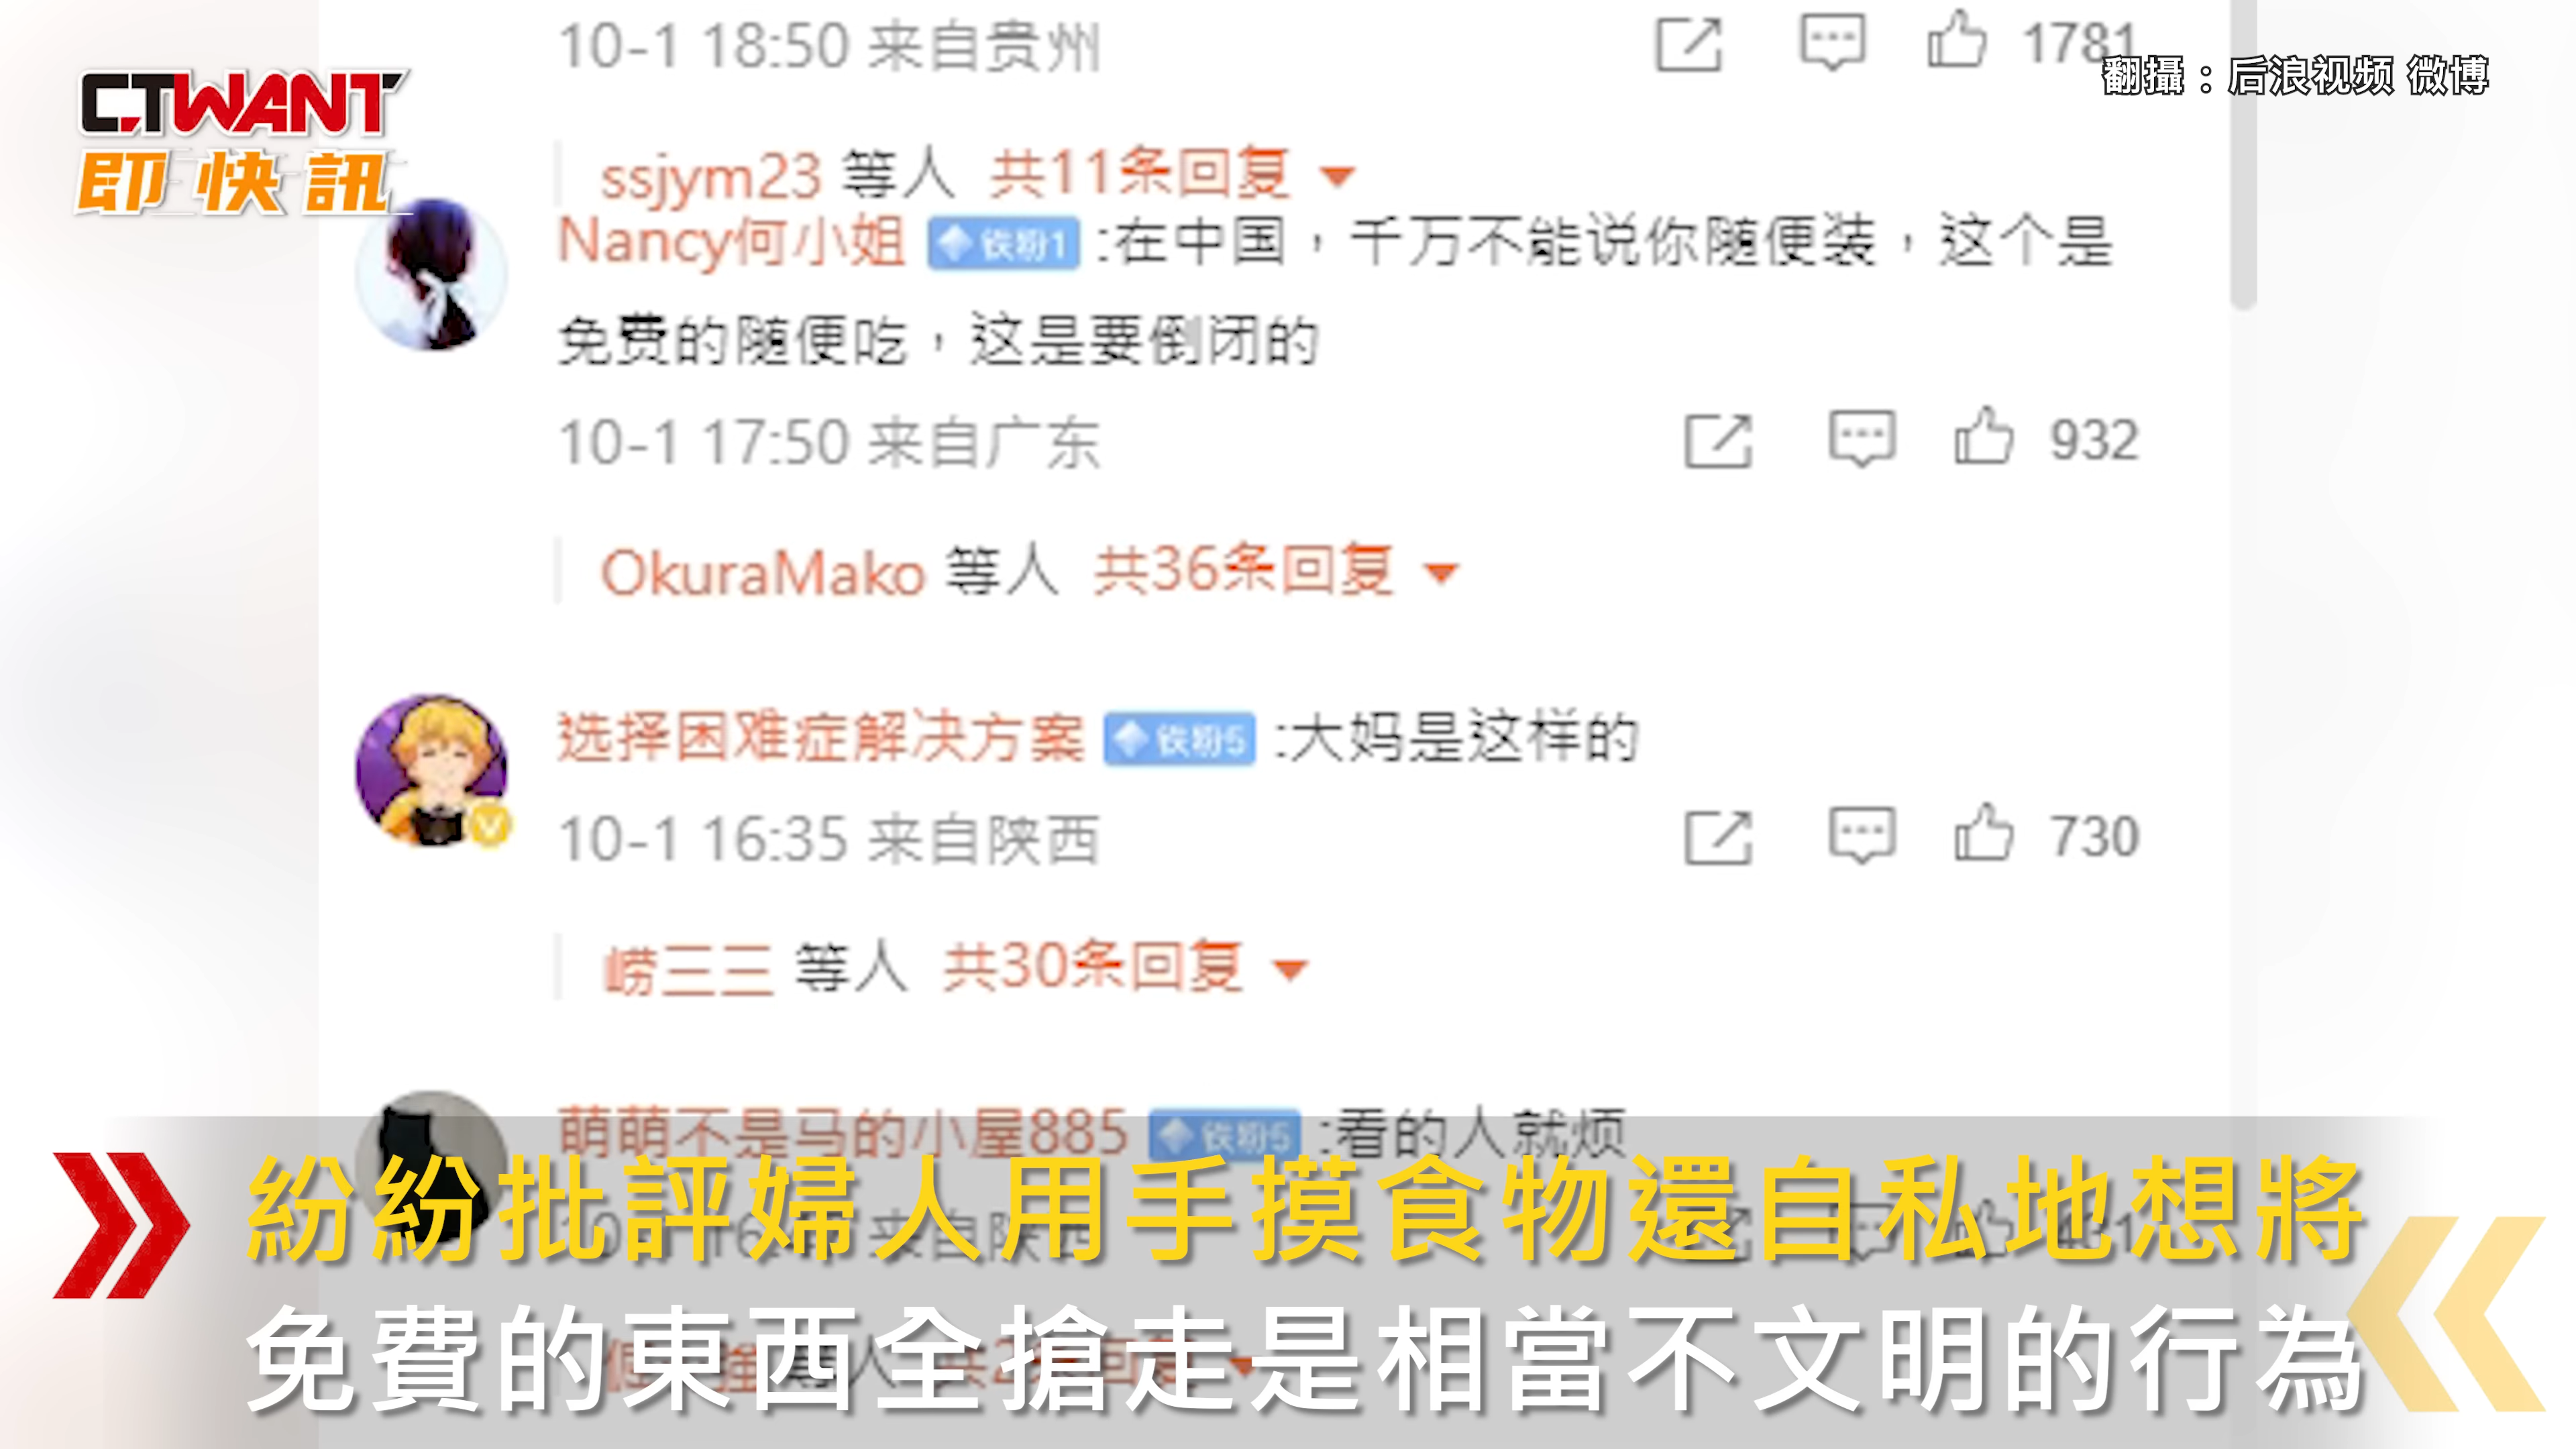 10-1 18:50 来自贵州
1781
翻攝：后浪视频 微博
CTWANT
即快訊
ssjym23 等人 共11条回复
Nancy何小姐 铁粉1 :在中国，千万不能说你随便装，这个是
免费的随便吃，这是要倒闭的
10-1 17:50 来自广东
932
OkuraMako 等人 共36条回复
选择困难症解决方案 铁粉5 :大妈是这样的
10-1 16:35 来自陕西
730
崂三三 等人 共30条回复
萌萌不是马的小屋885 铁粉5 :看的人就烦
紛紛批評婦人用手摸食物還自私地想將
免費的東西全搶走是相當不文明的行為